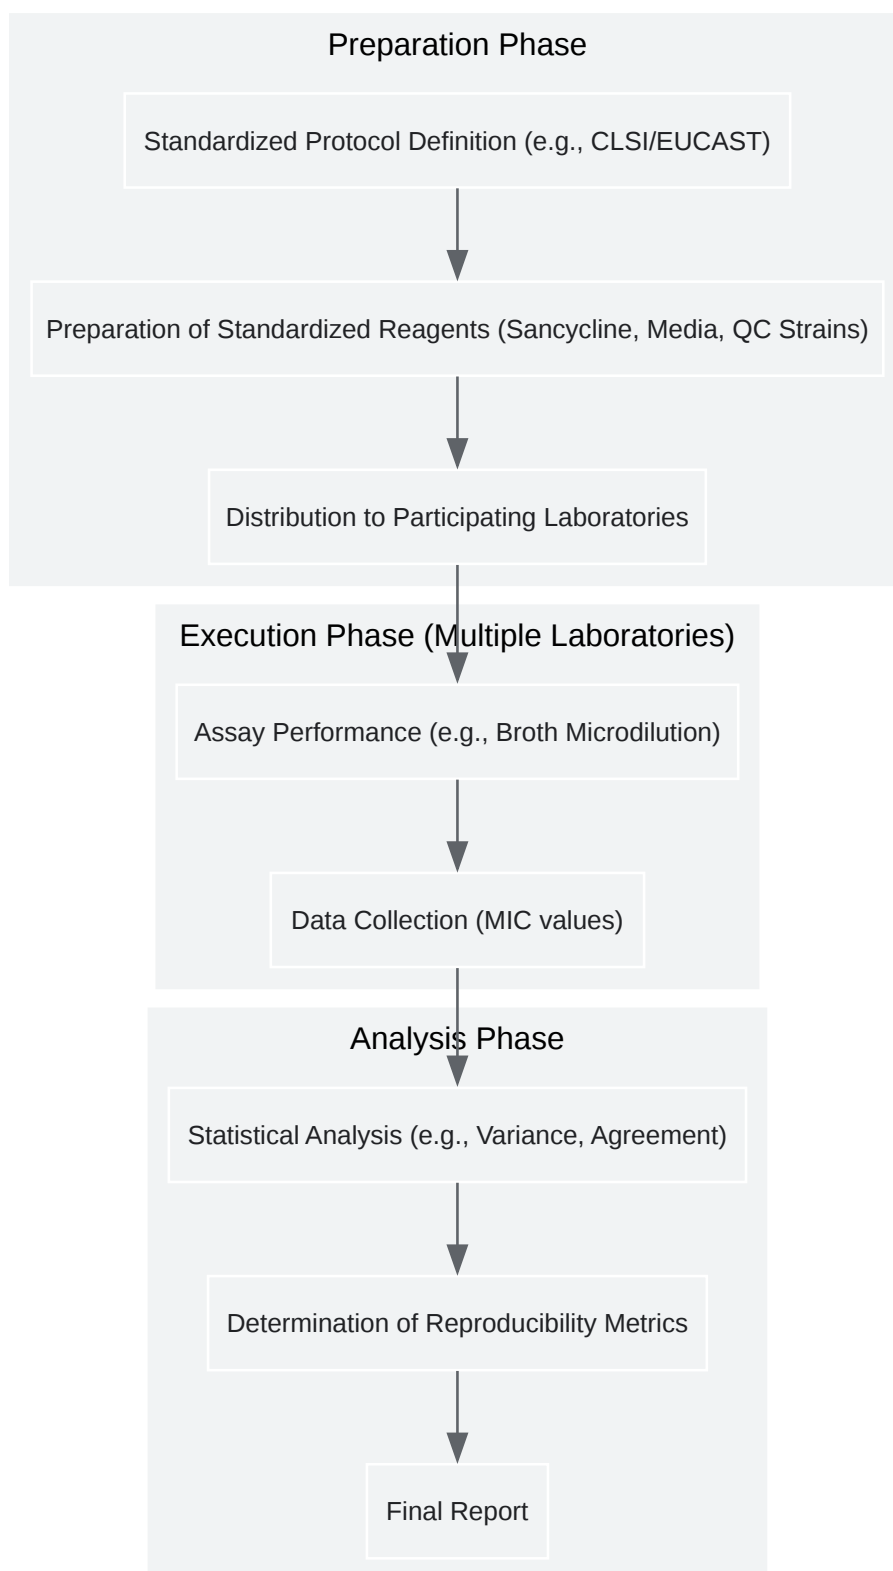 Preparation Phase
Standardized Protocol Definition (e.g., CLSI/EUCAST)
Preparation of Standardized Reagents (Sancycline, Media, QC Strains)
Distribution to Participating Laboratories
Execution Phase (Multiple Laboratories)
Assay Performance (e.g., Broth Microdilution)
Data Collection (MIC values)
Analysis Phase
Statistical Analysis (e.g., Variance, Agreement)
Determination of Reproducibility Metrics
Final Report